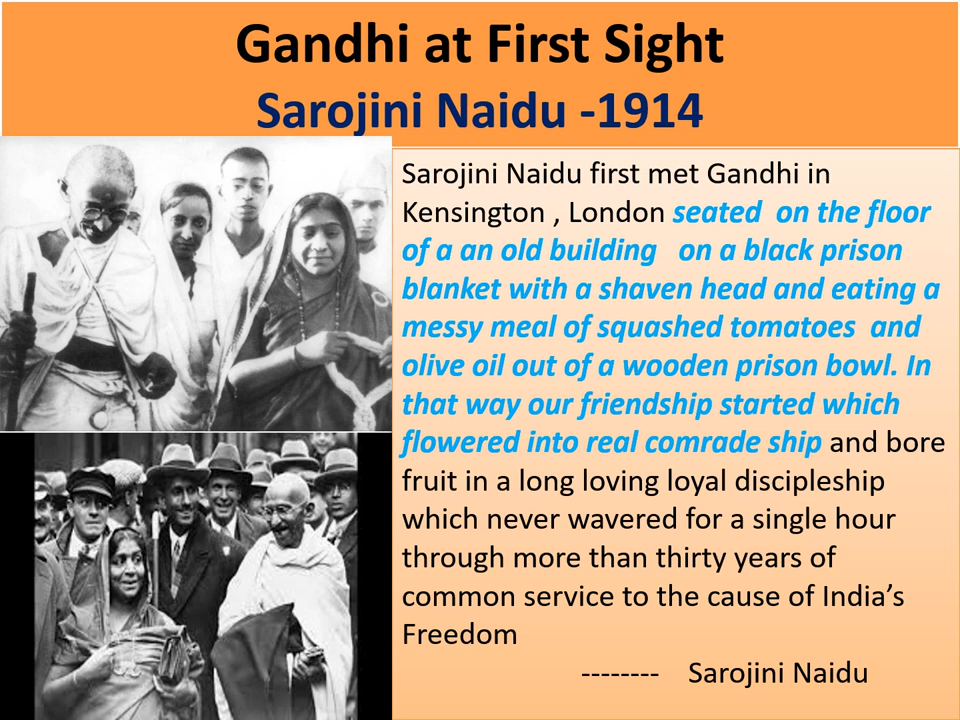 Gandhi at First Sight
Sarojini Naidu -1914
Sarojini Naidu first met Gandhi in
Kensington , London seated  on the floor
of a an old building   on a black prison
blanket with a shaven head and eating a
messy meal of squashed tomatoes  and
olive oil out of a wooden prison bowl. In
that way our friendship started which
flowered into real comrade ship and bore
fruit in a long loving loyal discipleship
which never wavered for a single hour
through more than thirty years of
common service to the cause of India’s
Freedom
--------    Sarojini Naidu